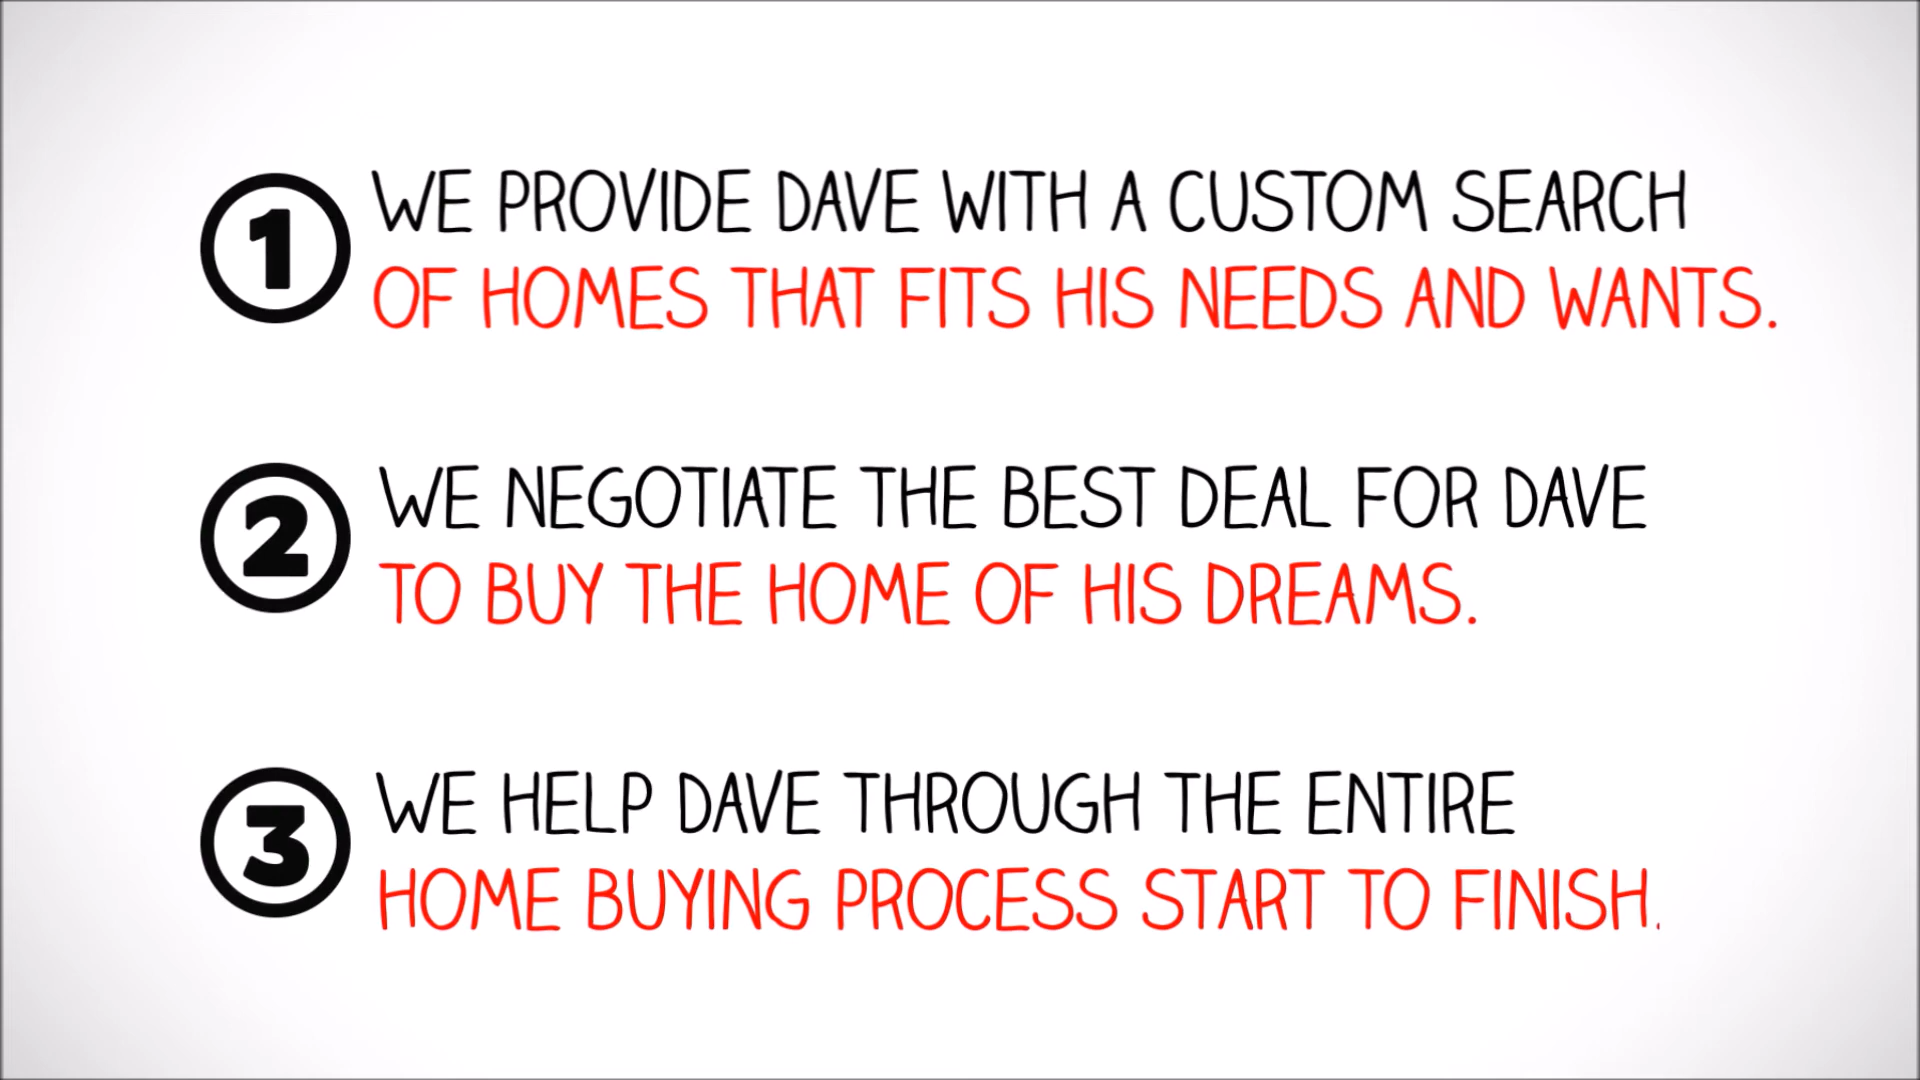 1 WE PROVIDE DAVE WITH A CUSTOM SEARCH
OF HOMES THAT FITS HIS NEEDS AND WANTS.
2 WE NEGOTIATE THE BEST DEAL FOR DAVE
TO BUY THE HOME OF HIS DREAMS.
3 WE HELP DAVE THROUGH THE ENTIRE
HOME BUYING PROCESS START TO FINISH.